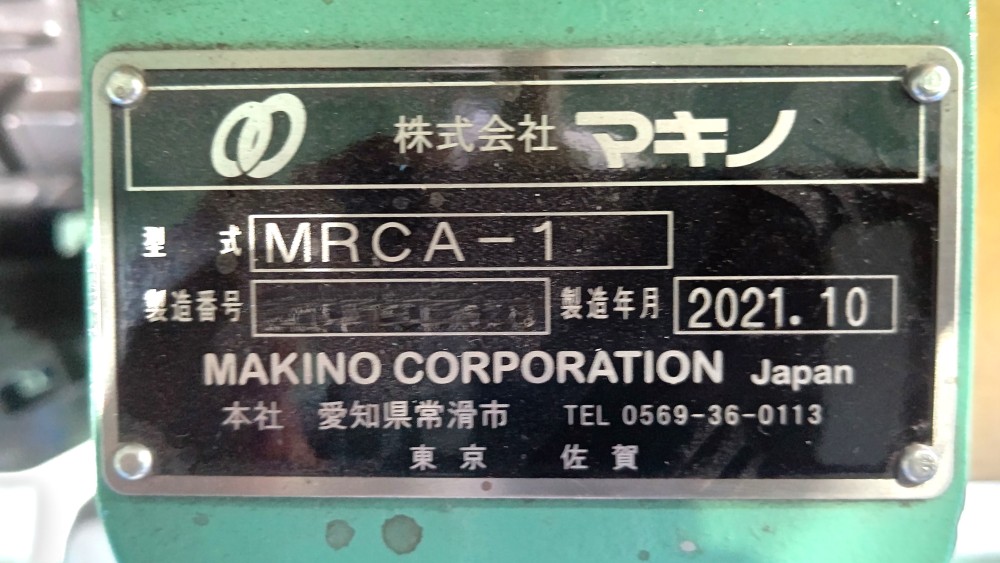 株式会社 マキノ
型 式 MRCA-1
製造番号 製造年月 2021.10
MAKINO CORPORATION Japan
本社 愛知県常滑市 TEL 0569-36-0113
東京 佐賀